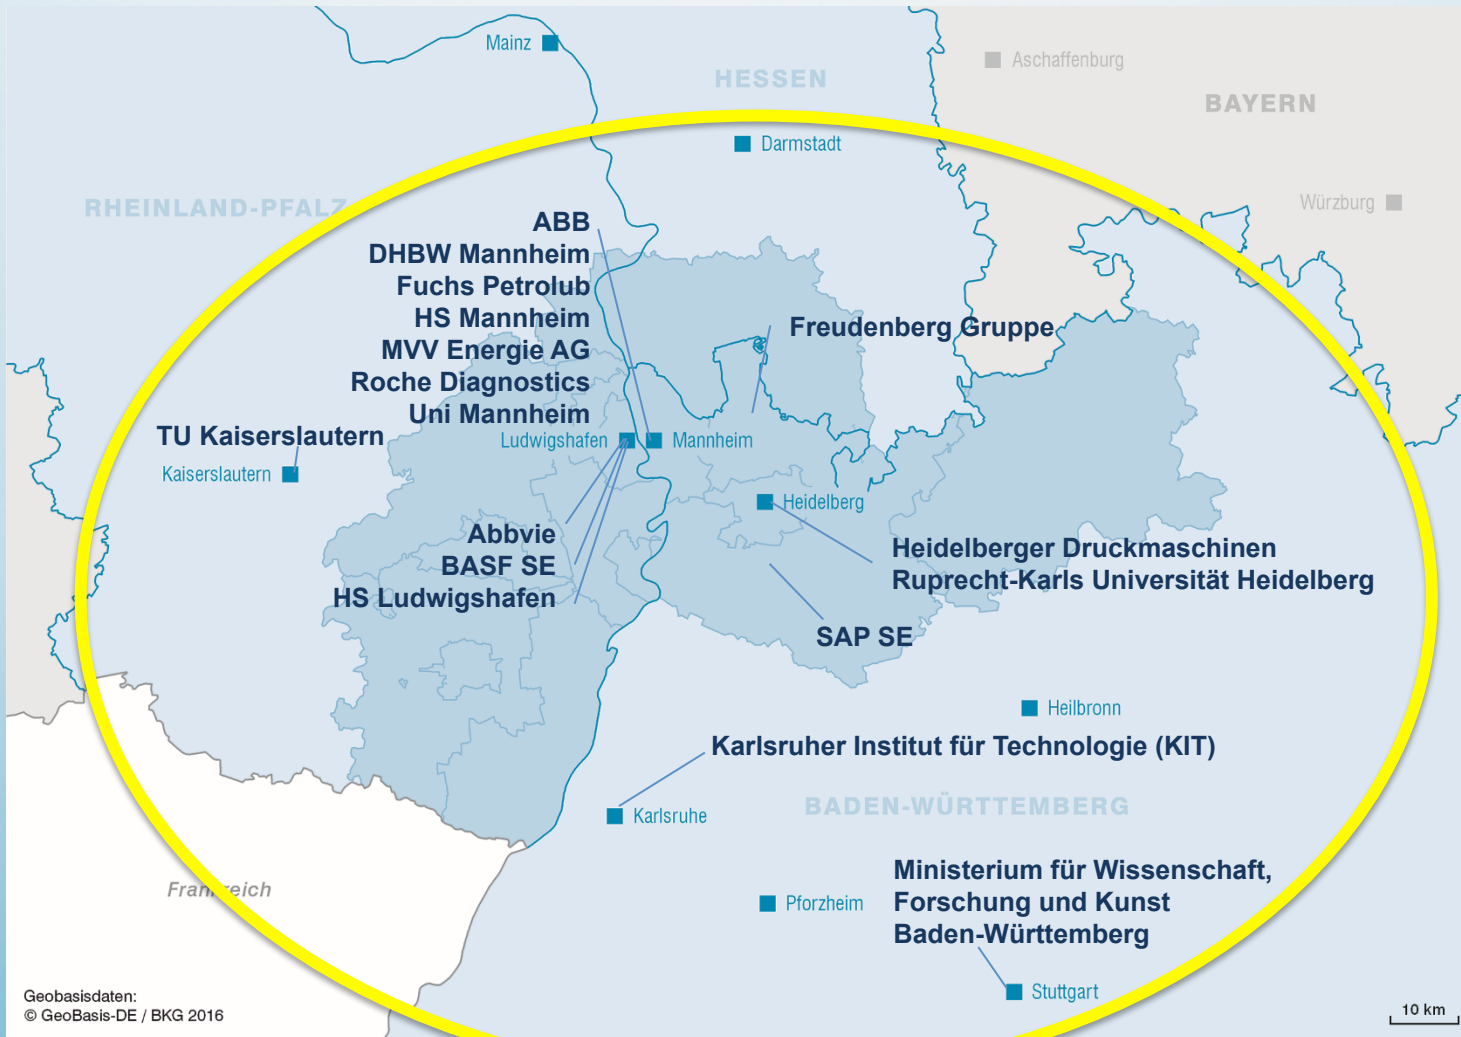 Mainz
HESSEN
Aschaffenburg
BAYERN
Darmstadt
Würzburg
RHEINLAND-PFALZ
ABB
DHBW Mannheim
Fuchs Petrolub
HS Mannheim
MVV Energie AG
Roche Diagnostics
Uni Mannheim
Freudenberg Gruppe
TU Kaiserslautern
Kaiserslautern
Ludwigshafen
Mannheim
Heidelberg
Abbvie
BASF SE
HS Ludwigshafen
Heidelberger Druckmaschinen
Ruprecht-Karls Universität Heidelberg
SAP SE
Heilbronn
Karlsruher Institut für Technologie (KIT)
Karlsruhe
BADEN-WÜRTTEMBERG
Frankreich
Pforzheim
Ministerium für Wissenschaft,
Forschung und Kunst
Baden-Württemberg
Stuttgart
Geobasisdaten:
© GeoBasis-DE / BKG 2016
10 km